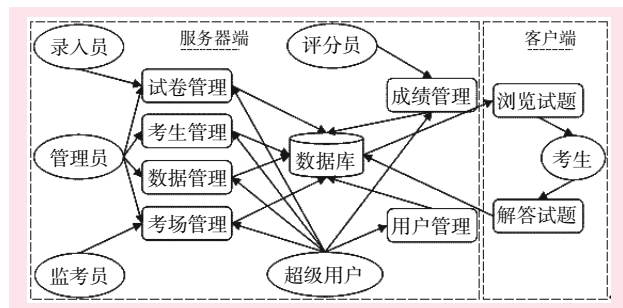 录入员
服务器端
评分员
客户端
试卷管理
成绩管理
浏览试题
考生管理
管理员
数据库
考生
数据管理
考场管理
用户管理
解答试题
监考员
超级用户